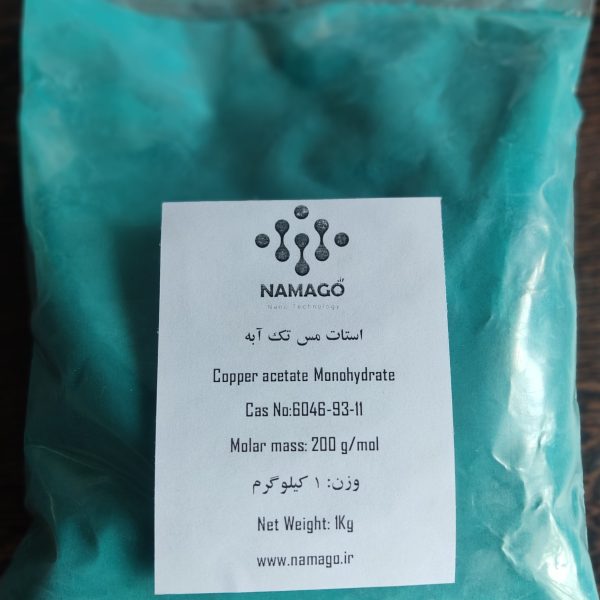 NAMAGO
Nano Technology
استات مس تک آبه
Copper acetate Monohydrate
Cas No:6046-93-11
Molar mass: 200 g/mol
وزن: ۱ کیلوگرم
Net Weight: 1Kg
www.namago.ir